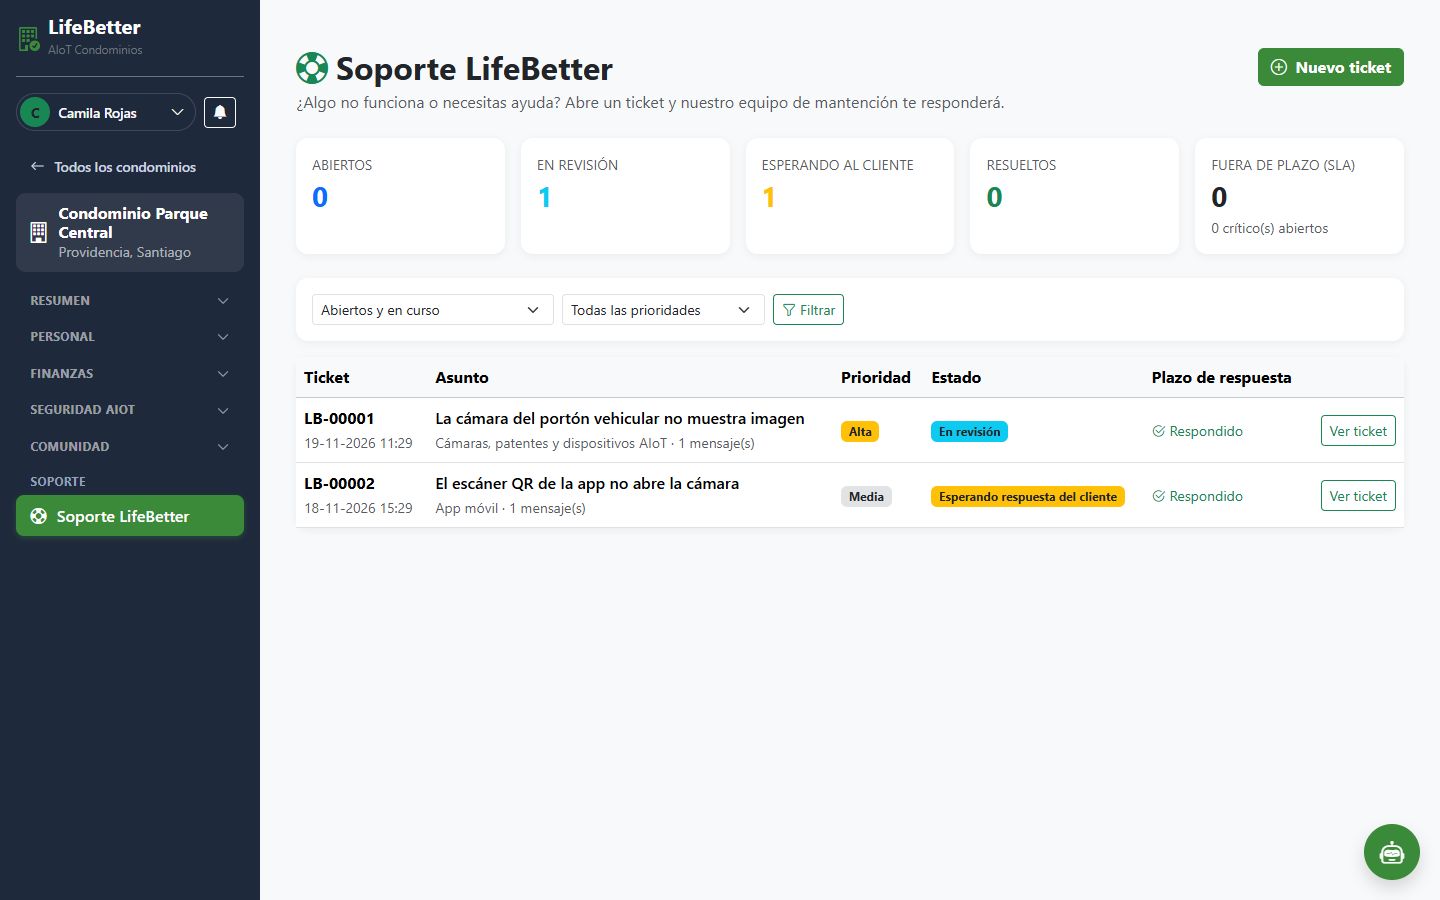 LifeBetter
AIoT Condominios
C
Camila Rojas
Todos los condominios
Condominio Parque
Central
Providencia, Santiago
RESUMEN
PERSONAL
FINANZAS
SEGURIDAD AIOT
COMUNIDAD
SOPORTE
Soporte LifeBetter
Soporte LifeBetter
Nuevo ticket
¿Algo no funciona o necesitas ayuda? Abre un ticket y nuestro equipo de mantención te responderá.
ABIERTOS
0
EN REVISIÓN
1
ESPERANDO AL CLIENTE
1
RESUELTOS
0
FUERA DE PLAZO (SLA)
0
0 crítico(s) abiertos
Abiertos y en curso
Todas las prioridades
Filtrar
Ticket Asunto Prioridad Estado Plazo de respuesta
LB-00001 La cámara del portón vehicular no muestra imagen
19-11-2026 11:29 Cámaras, patentes y dispositivos AIoT · 1 mensaje(s)
Alta En revisión Respondido Ver ticket
LB-00002 El escáner QR de la app no abre la cámara
18-11-2026 15:29 App móvil · 1 mensaje(s)
Media Esperando respuesta del cliente Respondido Ver ticket